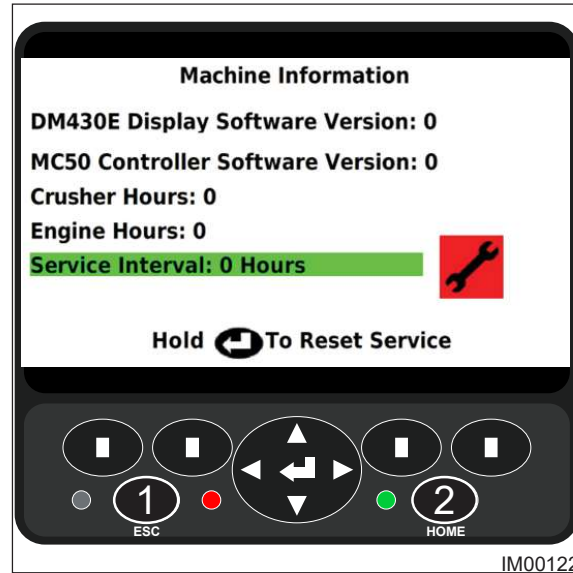 Machine Information
DM430E Display Software Version: 0
MC50 Controller Software Version: 0
Crusher Hours: 0
Engine Hours: 0
Service Interval: 0 Hours
Hold To Reset Service
1
2
ESC
HOME
IM00122